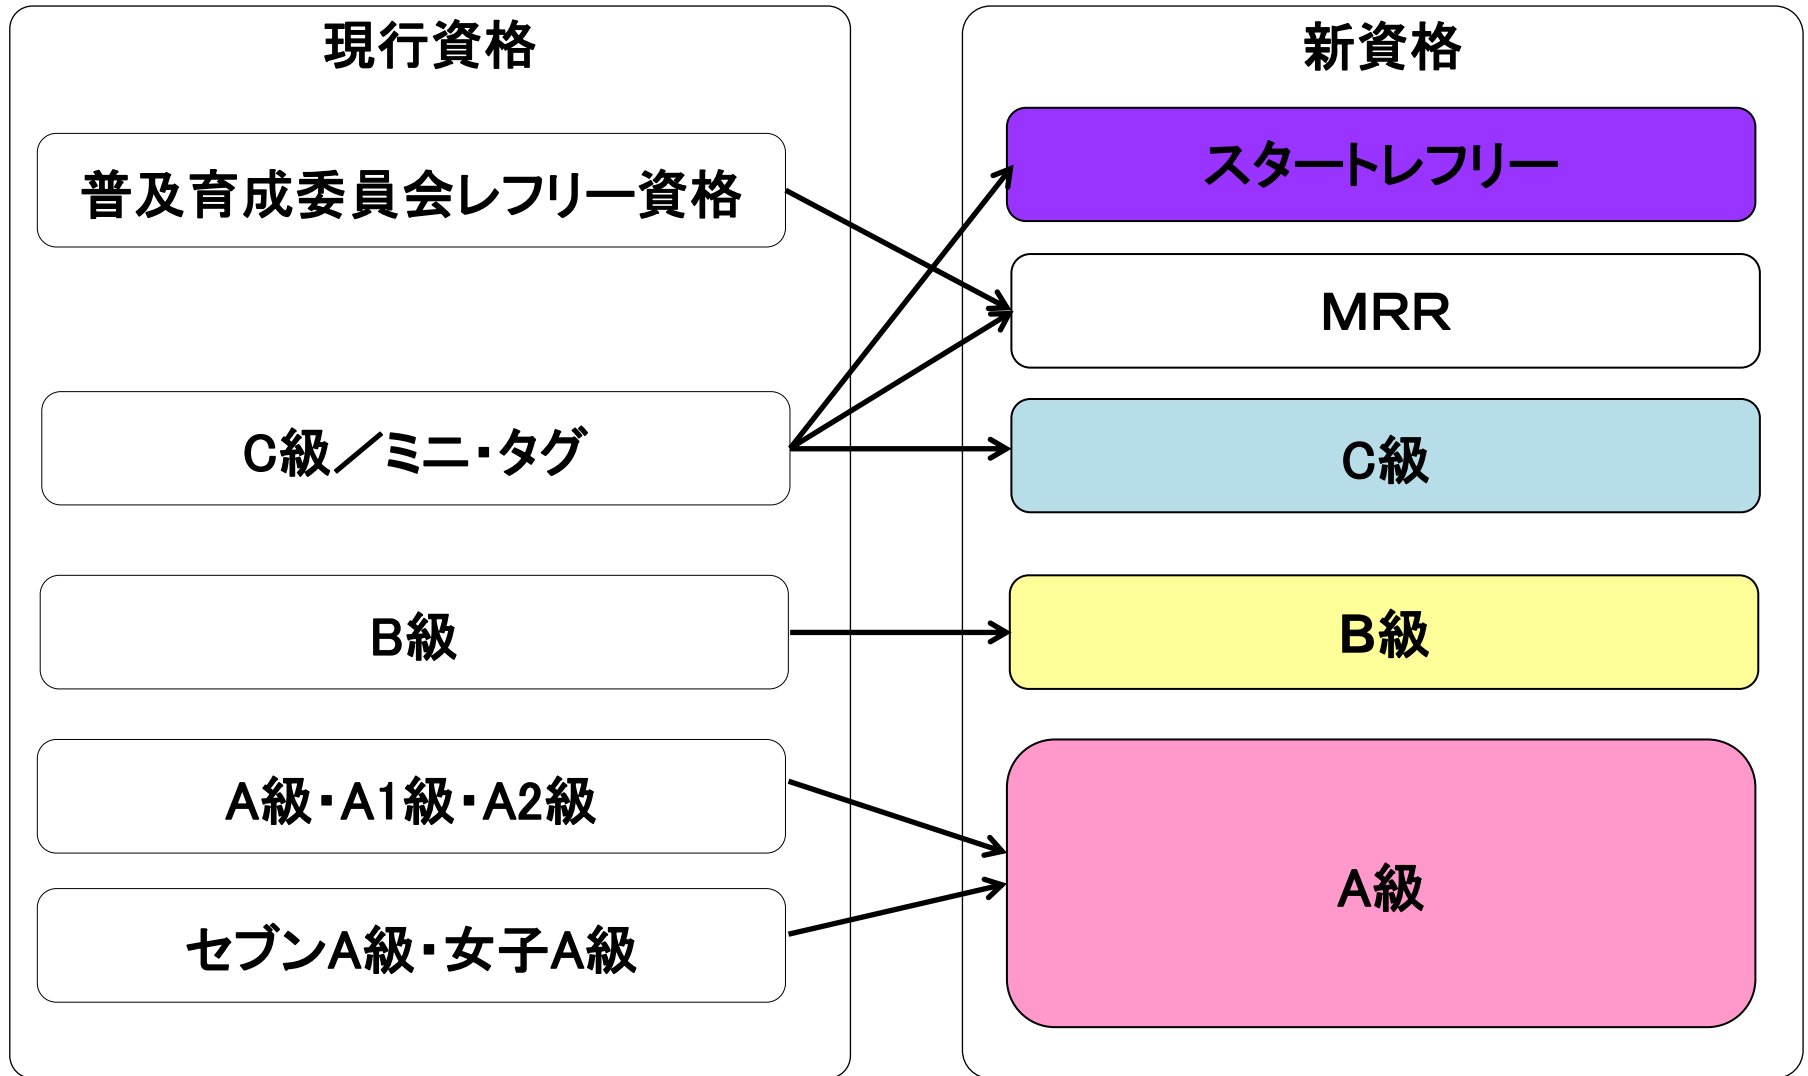 現行資格
普及育成委員会レフリー資格
C級／ミニ・タグ
B級
A級・A1級・A2級
セブンA級・女子A級
新資格
スタートレフリー
MRR
C級
B級
A級